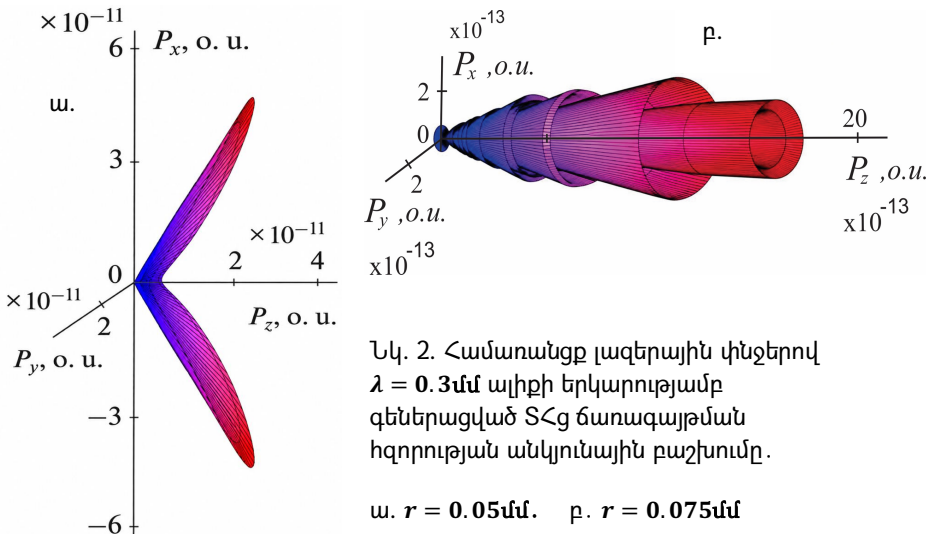 ×10⁻¹¹
6
Pₓ, o. u.
ա.
3
0
×10⁻¹¹
2
4
P_z, o. u.
×10⁻¹¹
2
P_y, o. u.
−3
−6
x10⁻¹³
Pₓ ,o.u.
բ.
2
0
2
P_y ,o.u.
x10⁻¹³
20
P_z ,o.u.
x10⁻¹³
Նկ. 2. Համառանցք լազերային փնջերով
λ = 0.3մմ ալիքի երկարությամբ
գեներացված ՏՀց ճառագայթման
հզորության անկյունային բաշխումը.
ա. r = 0.05մմ. բ. r = 0.075մմ